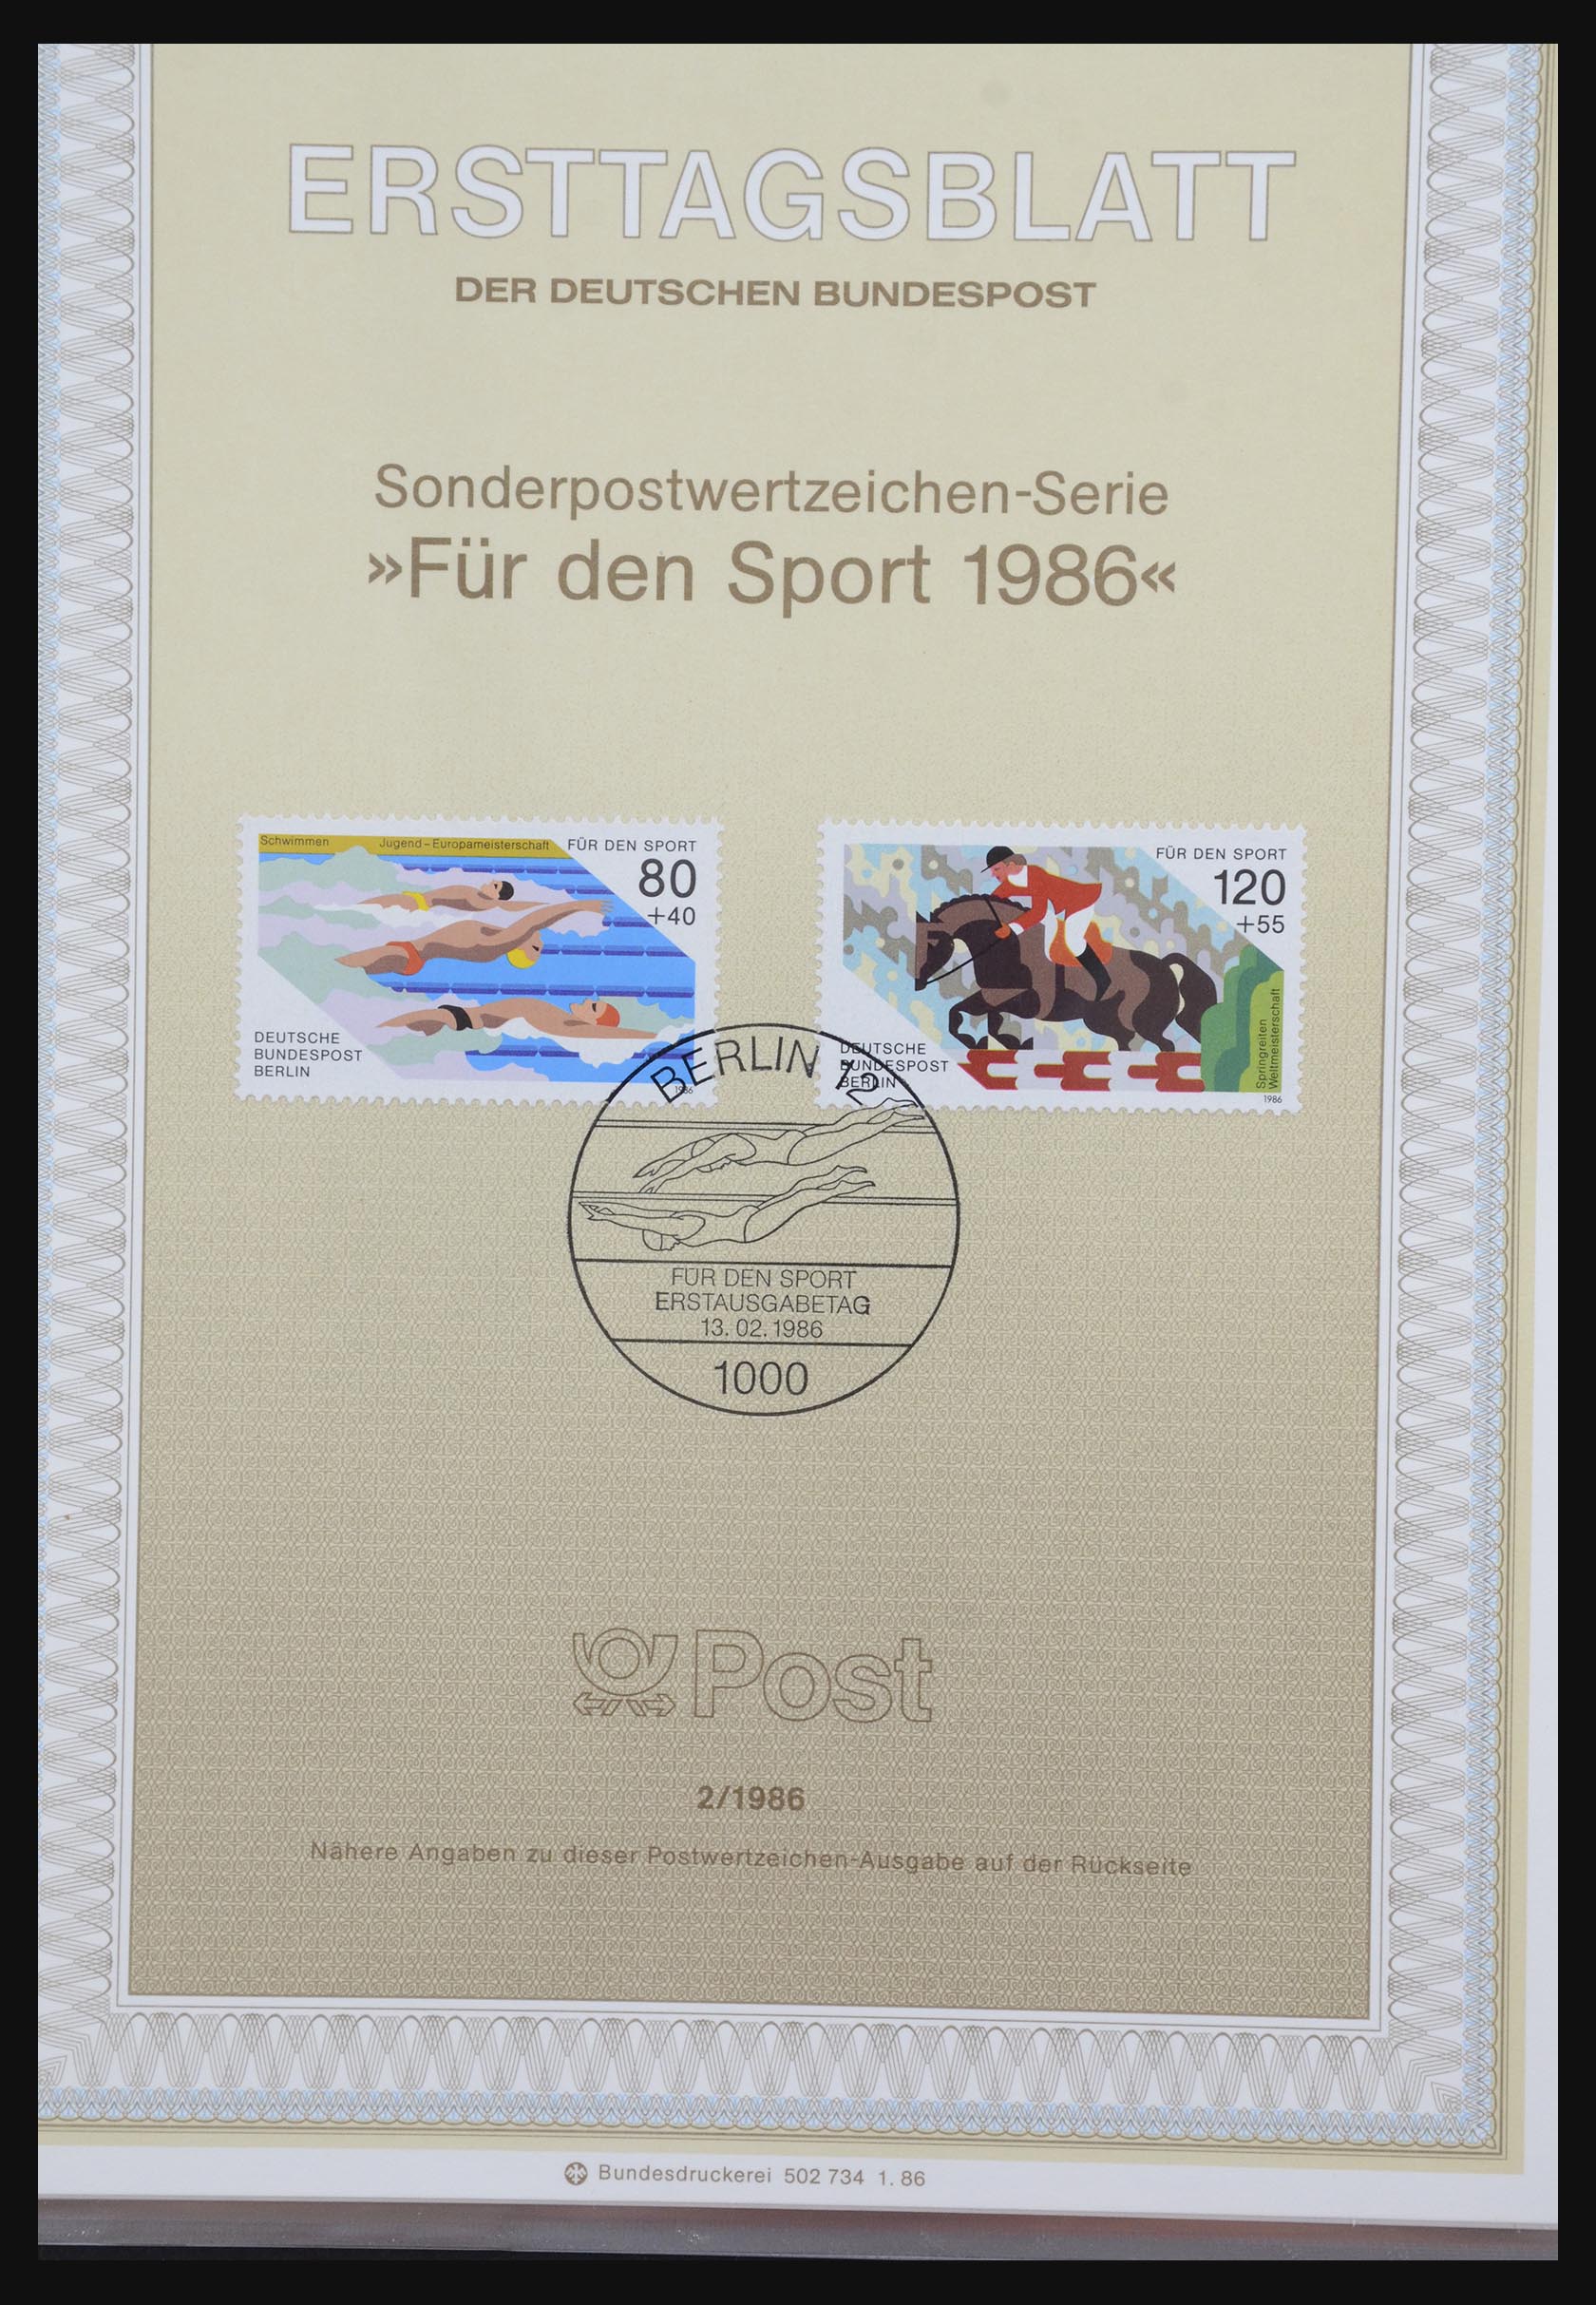 ERSTTAGSBLATT
DER DEUTSCHEN BUNDESPOST
Sonderpostwertzeichen-Serie
»Für den Sport 1986«
Schwimmen Jugend-Europameisterschaft FÜR DEN SPORT
80
+40
DEUTSCHE
BUNDESPOST
BERLIN
1986
FÜR DEN SPORT
120
+55
DEUTSCHE
BUNDESPOST
BERLIN
Springreiten
Weltmeisterschaft
1986
BERLIN 12
FÜR DEN SPORT
ERSTAUSGABETAG
13.02.1986
1000
Post
2/1986
Nähere Angaben zu dieser Postwertzeichen-Ausgabe auf der Rückseite
Bundesdruckerei 502 734 1.86